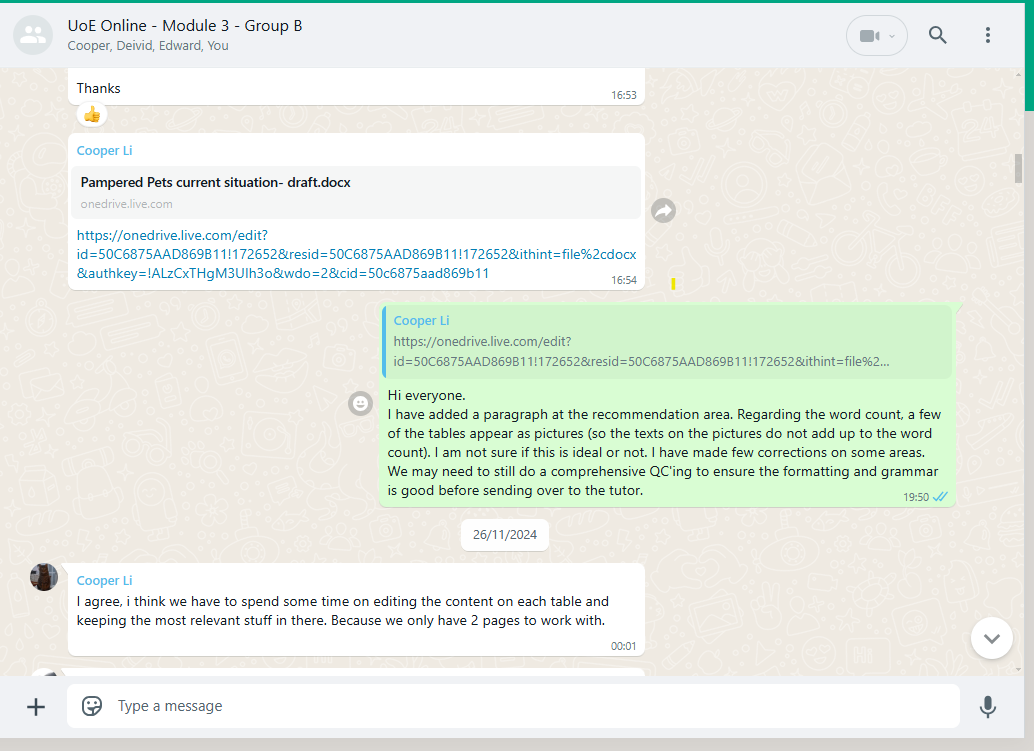 UoE Online - Module 3 - Group B
Cooper, Deivid, Edward, You
Thanks
16:53
Cooper Li
Pampered Pets current situation- draft.docx
onedrive.live.com
https://onedrive.live.com/edit?
id=50C6875AAD869B11!172652&resid=50C6875AAD869B11!172652&ithint=file%2cdocx
&authkey=!ALzCxTHgM3UIh3o&wdo=2&cid=50c6875aad869b11
16:54
Cooper Li
https://onedrive.live.com/edit?
id=50C6875AAD869B11!172652&resid=50C6875AAD869B11!172652&ithint=file%2...
Hi everyone.
I have added a paragraph at the recommendation area. Regarding the word count, a few
of the tables appear as pictures (so the texts on the pictures do not add up to the word
count). I am not sure if this is ideal or not. I have made few corrections on some areas.
We may need to still do a comprehensive QC'ing to ensure the formatting and grammar
is good before sending over to the tutor.
19:50
26/11/2024
Cooper Li
I agree, i think we have to spend some time on editing the content on each table and
keeping the most relevant stuff in there. Because we only have 2 pages to work with.
00:01
Type a message